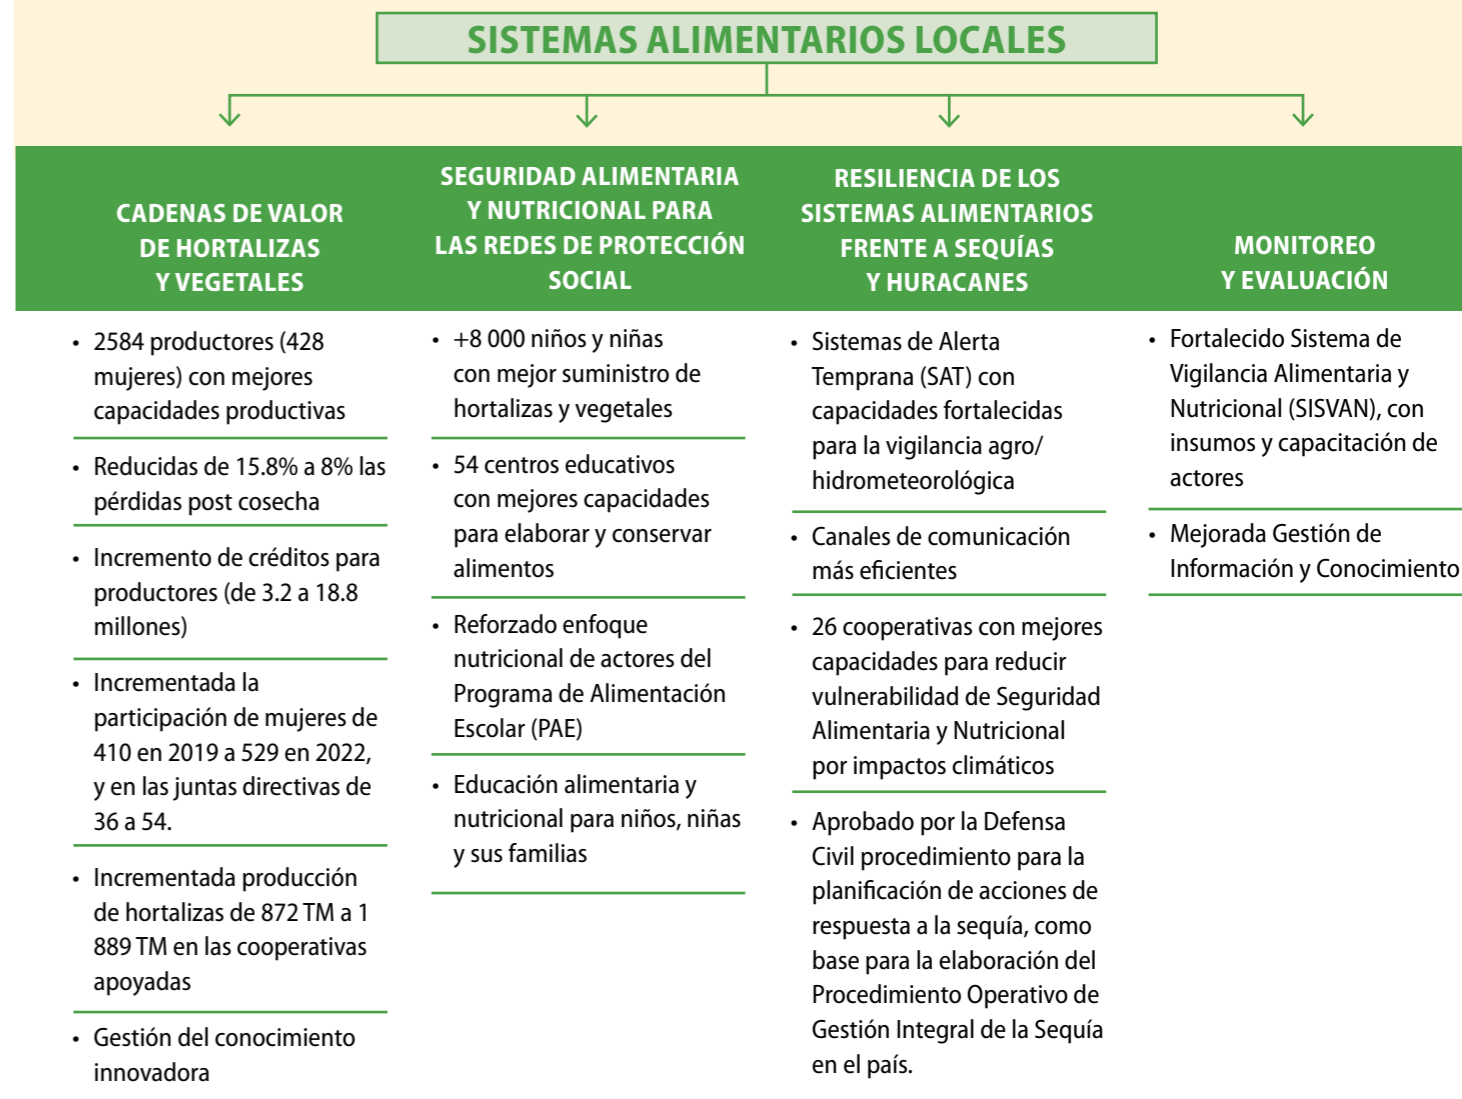 SISTEMAS ALIMENTARIOS LOCALES
CADENAS DE VALOR
DE HORTALIZAS
Y VEGETALES
• 2584 productores (428
mujeres) con mejores
capacidades productivas
• Reducidas de 15.8% a 8% las
pérdidas post cosecha
• Incremento de créditos para
productores (de 3.2 a 18.8
millones)
• Incrementada la
participación de mujeres de
410 en 2019 a 529 en 2022,
y en las juntas directivas de
36 a 54.
• Incrementada producción
de hortalizas de 872 TM a 1
889 TM en las cooperativas
apoyadas
• Gestión del conocimiento
innovadora
SEGURIDAD ALIMENTARIA
Y NUTRICIONAL PARA
LAS REDES DE PROTECCIÓN
SOCIAL
• +8 000 niños y niñas
con mejor suministro de
hortalizas y vegetales
• 54 centros educativos
con mejores capacidades
para elaborar y conservar
alimentos
• Reforzado enfoque
nutricional de actores del
Programa de Alimentación
Escolar (PAE)
• Educación alimentaria y
nutricional para niños, niñas
y sus familias
RESILIENCIA DE LOS
SISTEMAS ALIMENTARIOS
FRENTE A SEQUÍAS
Y HURACANES
• Sistemas de Alerta
Temprana (SAT) con
capacidades fortalecidas
para la vigilancia agro/
hidrometeorológica
• Canales de comunicación
más eficientes
• 26 cooperativas con mejores
capacidades para reducir
vulnerabilidad de Seguridad
Alimentaria y Nutricional
por impactos climáticos
• Aprobado por la Defensa
Civil procedimiento para la
planificación de acciones de
respuesta a la sequía, como
base para la elaboración del
Procedimiento Operativo de
Gestión Integral de la Sequía
en el país.
MONITOREO
Y EVALUACIÓN
• Fortalecido Sistema de
Vigilancia Alimentaria y
Nutricional (SISVAN), con
insumos y capacitación de
actores
• Mejorada Gestión de
Información y Conocimiento